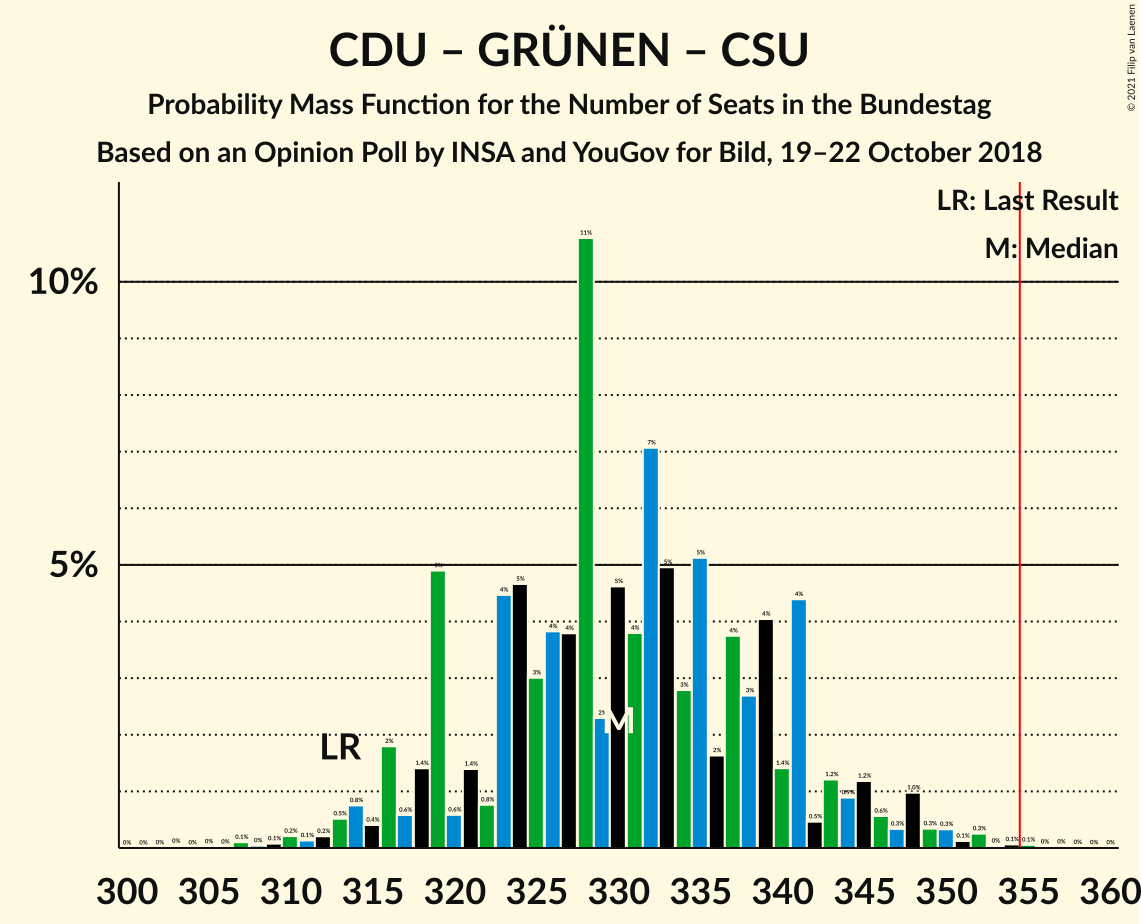 CDU – GRÜNEN – CSU
Probability Mass Function for the Number of Seats in the Bundestag
Based on an Opinion Poll by INSA and YouGov for Bild, 19–22 October 2018
© 2021 Filip van Laenen
LR: Last Result
M: Median
10%
5%
LR
M
0% 0% 0% 0% 0% 0% 0% 0.1% 0% 0.1% 0.2% 0.1% 0.2% 0.5% 0.8% 0.4% 2% 0.6% 1.4% 5% 0.6% 1.4% 0.8% 4% 5% 3% 4% 4% 11% 2% 5% 4% 7% 5% 3% 5% 2% 4% 3% 4% 1.4% 4% 0.5% 1.2% 0.9% 1.2% 0.6% 0.3% 1.0% 0.3% 0.3% 0.1% 0.3% 0% 0.1% 0.1% 0% 0% 0% 0% 0%
300 305 310 315 320 325 330 335 340 345 350 355 360